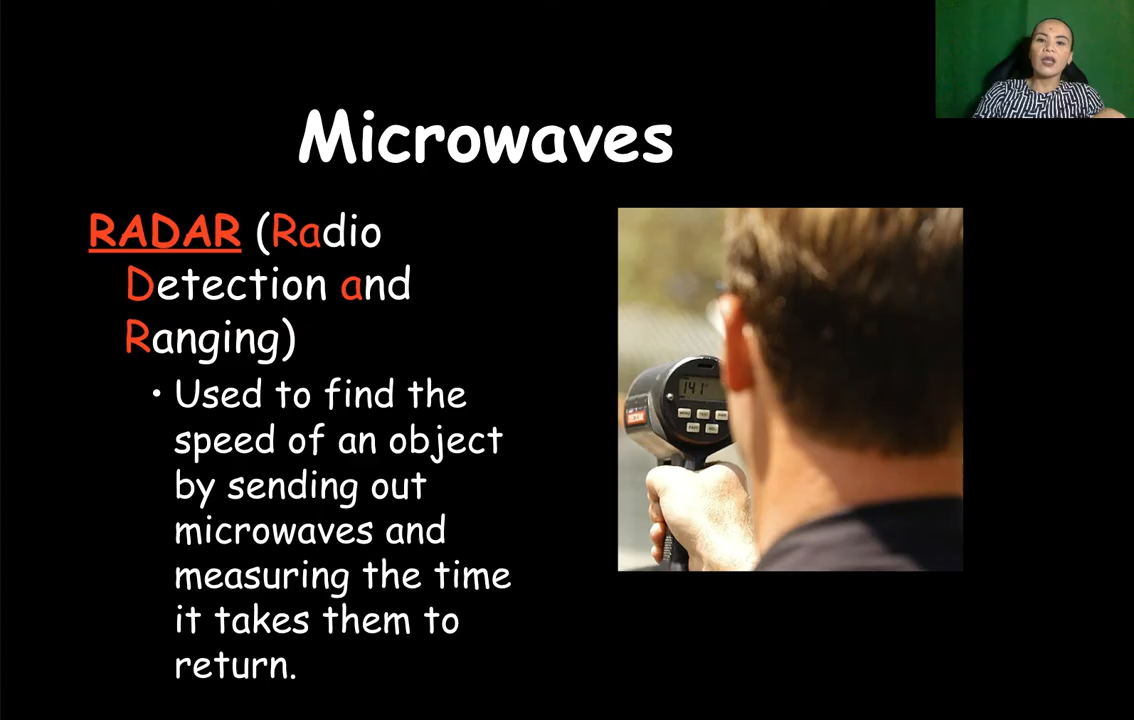 Microwaves
RADAR (Radio
Detection and
Ranging)
• Used to find the
speed of an object
by sending out
microwaves and
measuring the time
it takes them to
return.
141